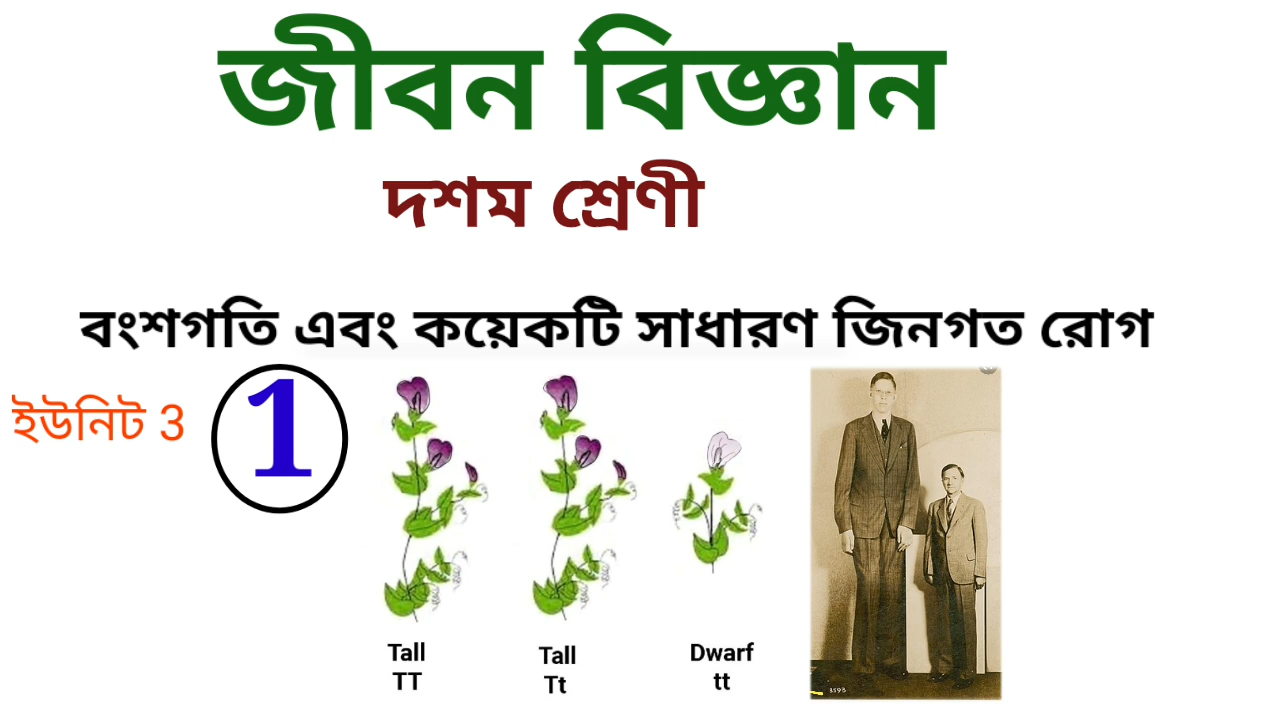 জীবন বিজ্ঞান
দশম শ্রেণী
বংশগতি এবং কয়েকটি সাধারণ জিনগত রোগ
ইউনিট 3
1
Tall
TT
Tall
Tt
Dwarf
tt